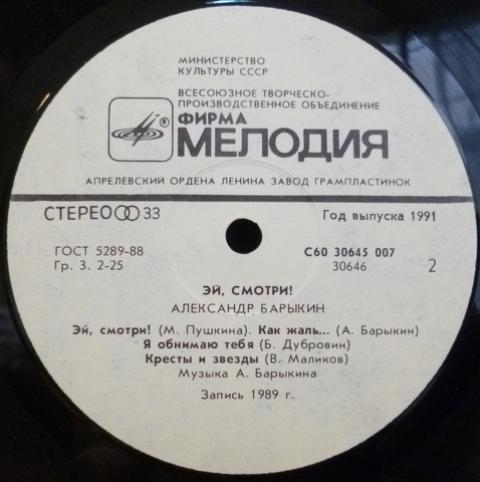 МИНИСТЕРСТВО
КУЛЬТУРЫ СССР
ВСЕСОЮЗНОЕ ТВОРЧЕСКО-
ПРОИЗВОДСТВЕННОЕ ОБЪЕДИНЕНИЕ
ФИРМА
МЕЛОДИЯ
АПРЕЛЕВСКИЙ ОРДЕНА ЛЕНИНА ЗАВОД ГРАМПЛАСТИНОК
СТЕРЕО 33 Год выпуска 1991
ГОСТ 5289-88 С60 30645 007
Гр. 3. 2-25 30646 2
ЭЙ, СМОТРИ!
АЛЕКСАНДР БАРЫКИН
Эй, смотри! (М. Пушкина). Как жаль... (А. Барыкин)
Я обнимаю тебя (Б. Дубровин)
Кресты и звезды (В. Маликов)
Музыка А. Барыкина
Запись 1989 г.